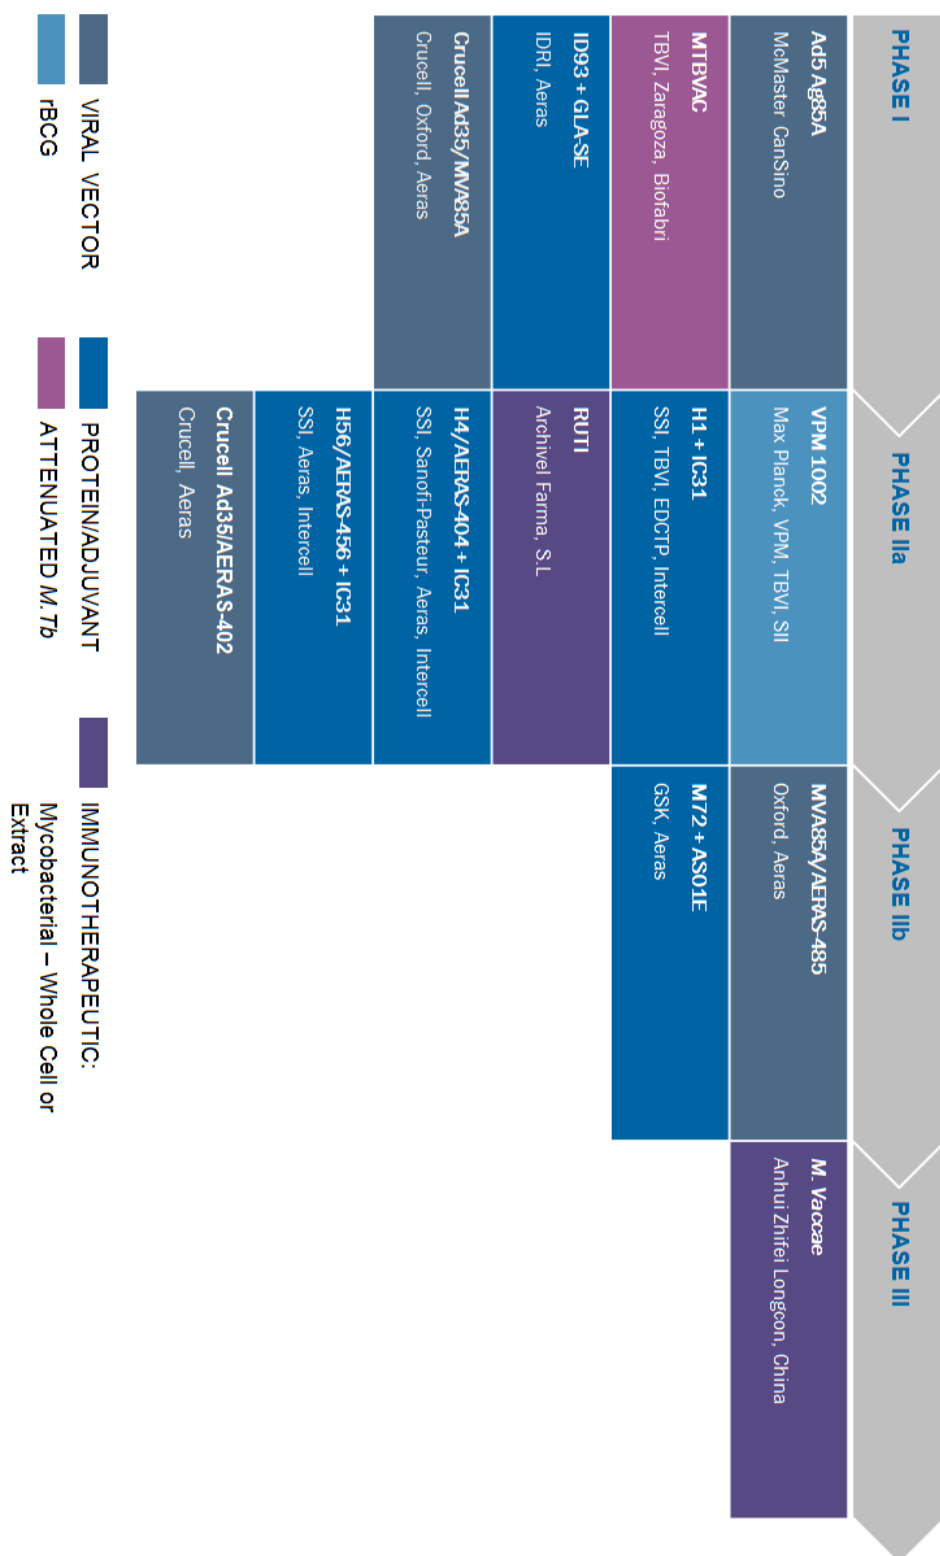 PHASE I
PHASE IIa
PHASE IIb
PHASE III
Ad5 Ag85A
McMaster CanSino
VPM 1002
Max Planck, VPM, TBVI, SII
MVA85A/AERAS-485
Oxford, Aeras
M. Vaccae
Anhui Zhifei Longcon, China
MTBVAC
TBVI, Zaragoza, Biofabri
H1 + IC31
SSI, TBVI, EDCTP, Intercell
M72 + AS01E
GSK, Aeras
ID93 + GLA-SE
IDRI, Aeras
RUTI
Archivel Farma, S.L
Crucell Ad35/MVA85A
Crucell, Oxford, Aeras
H4/AERAS-404 + IC31
SSI, Sanofi-Pasteur, Aeras, Intercell
H56/AERAS-456 + IC31
SSI, Aeras, Intercell
Crucell Ad35/AERAS-402
Crucell, Aeras
VIRAL VECTOR
PROTEIN/ADJUVANT
IMMUNOTHERAPEUTIC:
rBCG
ATTENUATED M.Tb
Mycobacterial – Whole Cell or
Extract